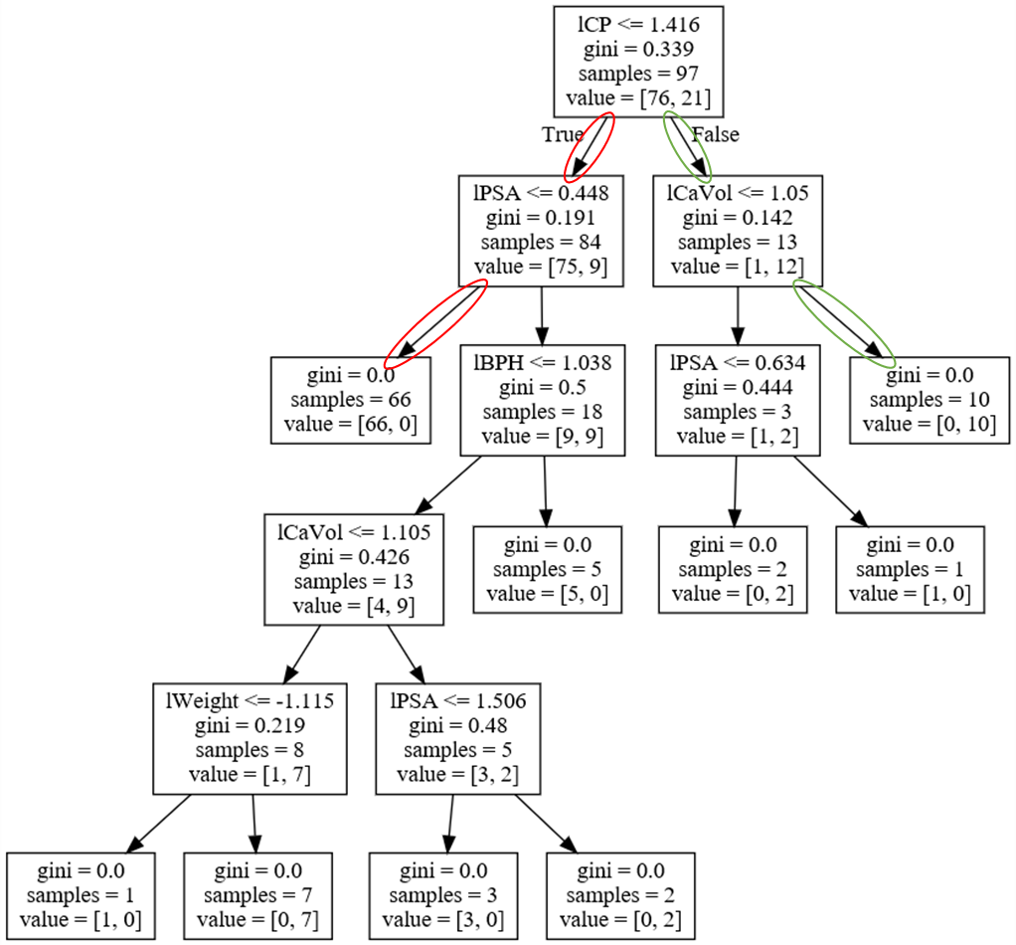 lCP <= 1.416
gini = 0.339
samples = 97
value = [76, 21]
True
False
lPSA <= 0.448
gini = 0.191
samples = 84
value = [75, 9]
lCaVol <= 1.05
gini = 0.142
samples = 13
value = [1, 12]
gini = 0.0
samples = 66
value = [66, 0]
lBPH <= 1.038
gini = 0.5
samples = 18
value = [9, 9]
lPSA <= 0.634
gini = 0.444
samples = 3
value = [1, 2]
gini = 0.0
samples = 10
value = [0, 10]
lCaVol <= 1.105
gini = 0.426
samples = 13
value = [4, 9]
gini = 0.0
samples = 5
value = [5, 0]
gini = 0.0
samples = 2
value = [0, 2]
gini = 0.0
samples = 1
value = [1, 0]
lWeight <= -1.115
gini = 0.219
samples = 8
value = [1, 7]
lPSA <= 1.506
gini = 0.48
samples = 5
value = [3, 2]
gini = 0.0
samples = 1
value = [1, 0]
gini = 0.0
samples = 7
value = [0, 7]
gini = 0.0
samples = 3
value = [3, 0]
gini = 0.0
samples = 2
value = [0, 2]